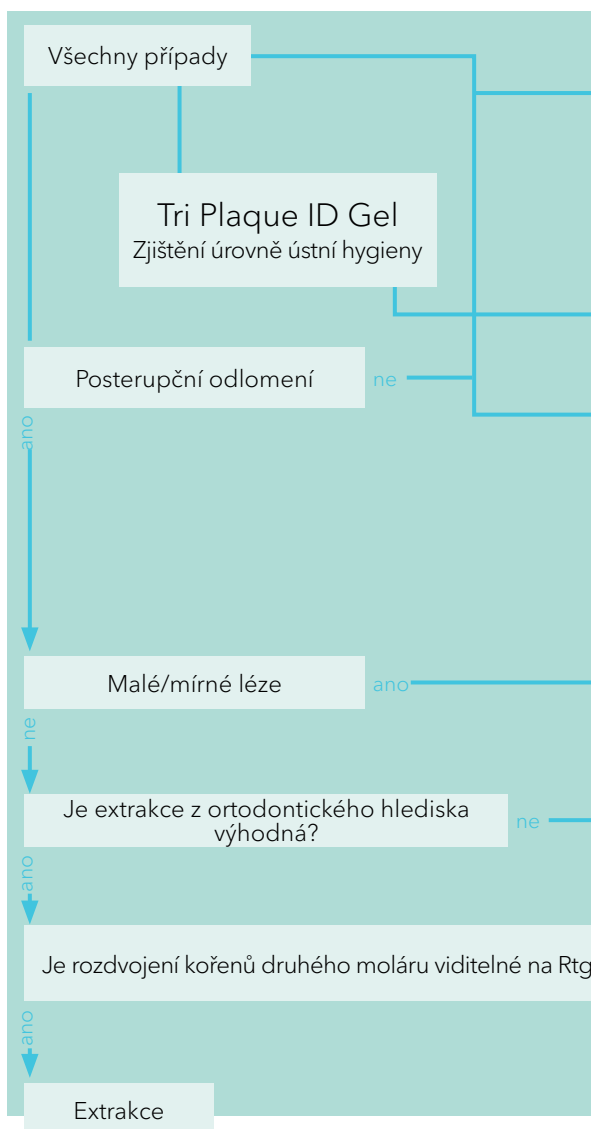 Všechny případy
Tri Plaque ID Gel
Zjištění úrovně ústní hygieny
Posterupční odlomení
ne
ano
Malé/mírné léze
ano
ne
Je extrakce z ortodontického hlediska
výhodná?
ne
ano
Je rozdvojení kořenů druhého moláru viditelné na Rtg
ano
Extrakce